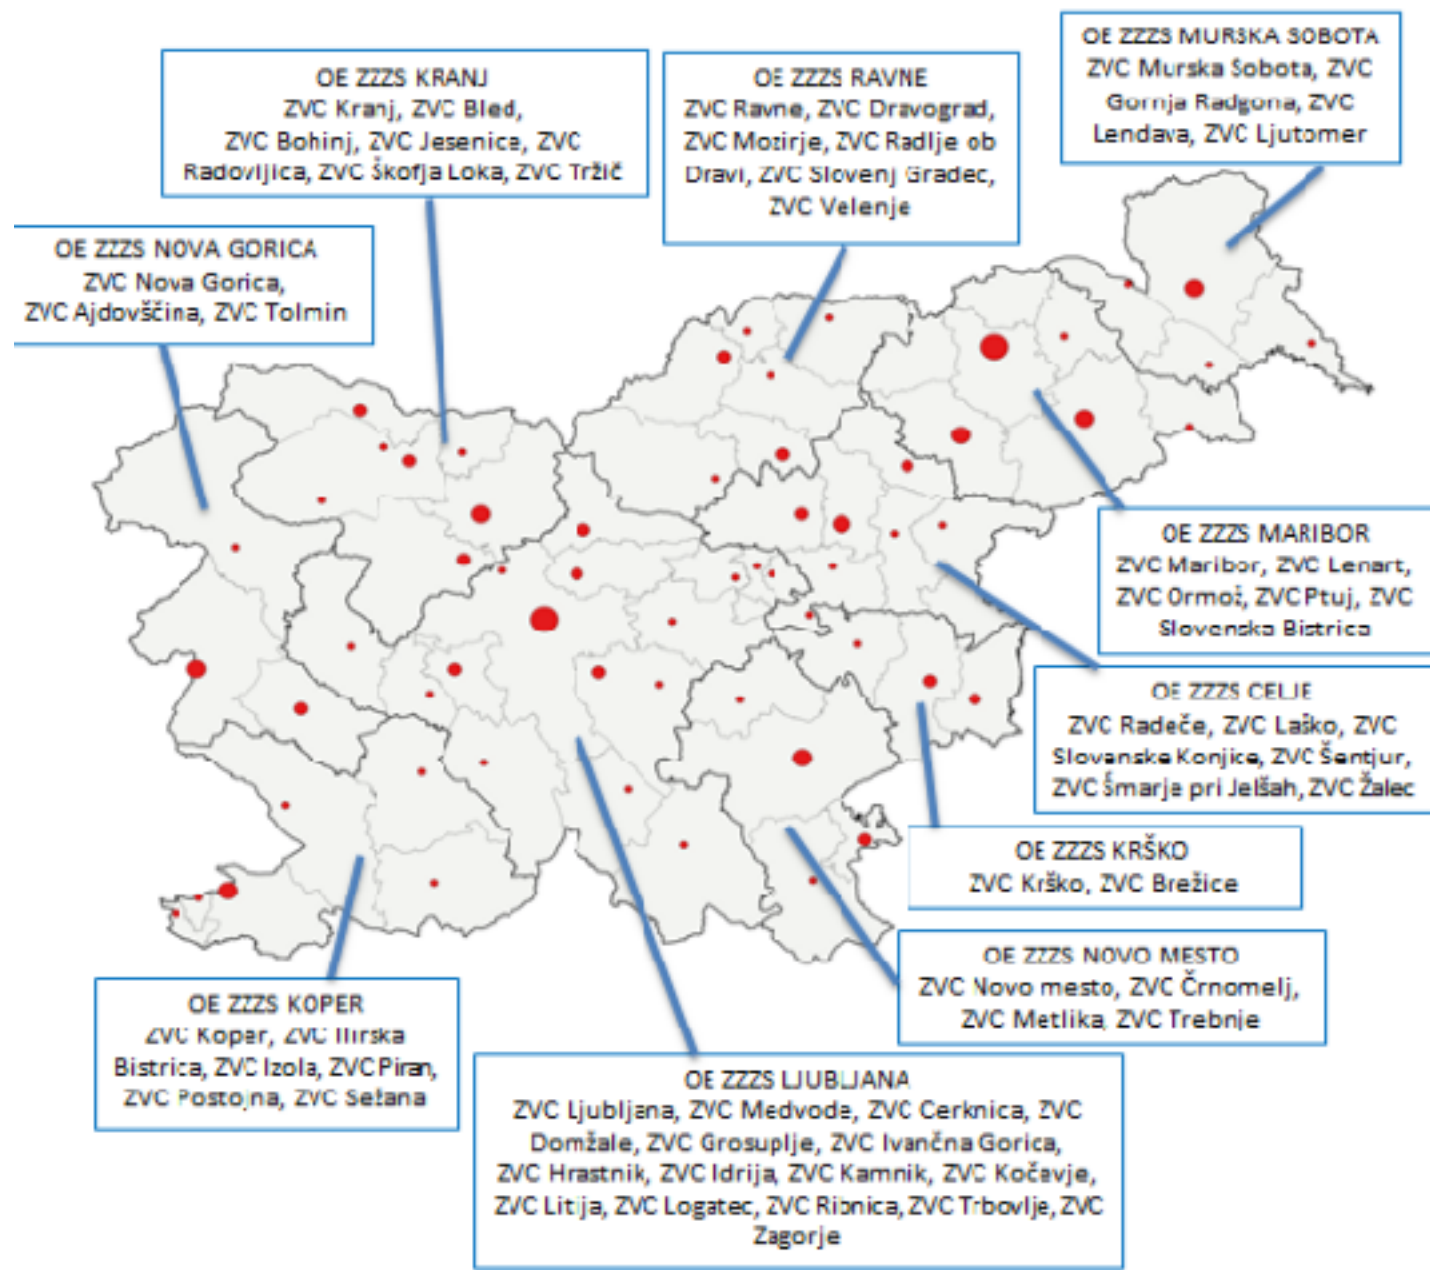 OE ZZZS MURSKA SOBOTA
ZVC Murska Sobota, ZVC
Gornja Radgona, ZVC
Lendava, ZVC Ljutomer
OE ZZZS KRANJ
ZVC Kranj, ZVC Bled,
ZVC Bohinj, ZVC Jesenice, ZVC
Radovljica, ZVC Škofja Loka, ZVC Tržič
OE ZZZS RAVNE
ZVC Ravne, ZVC Dravograd,
ZVC Mozirje, ZVC Radlje ob
Dravi, ZVC Slovenj Gradec,
ZVC Velenje
OE ZZZS NOVA GORICA
ZVC Nova Gorica,
ZVC Ajdovščina, ZVC Tolmin
OE ZZZS MARIBOR
ZVC Maribor, ZVC Lenart,
ZVC Ormož, ZVC Ptuj, ZVC
Slovenska Bistrica
OE ZZZS CELJE
ZVC Radeče, ZVC Laško, ZVC
Slovenske Konjice, ZVC Šentjur,
ZVC Šmarje pri Jelšah, ZVC Žalec
OE ZZZS KRŠKO
ZVC Krško, ZVC Brežice
OE ZZZS NOVO MESTO
ZVC Novo mesto, ZVC Črnomelj,
ZVC Metlika, ZVC Trebnje
OE ZZZS KOPER
ZVC Koper, ZVC Ilirska
Bistrica, ZVC Izola, ZVC Piran,
ZVC Postojna, ZVC Sežana
OE ZZZS LJUBLJANA
ZVC Ljubljana, ZVC Medvode, ZVC Cerknica, ZVC
Domžale, ZVC Grosuplje, ZVC Ivančna Gorica,
ZVC Hrastnik, ZVC Idrija, ZVC Kamnik, ZVC Kočevje,
ZVC Litija, ZVC Logatec, ZVC Ribnica, ZVC Trbovlje, ZVC
Zagorje